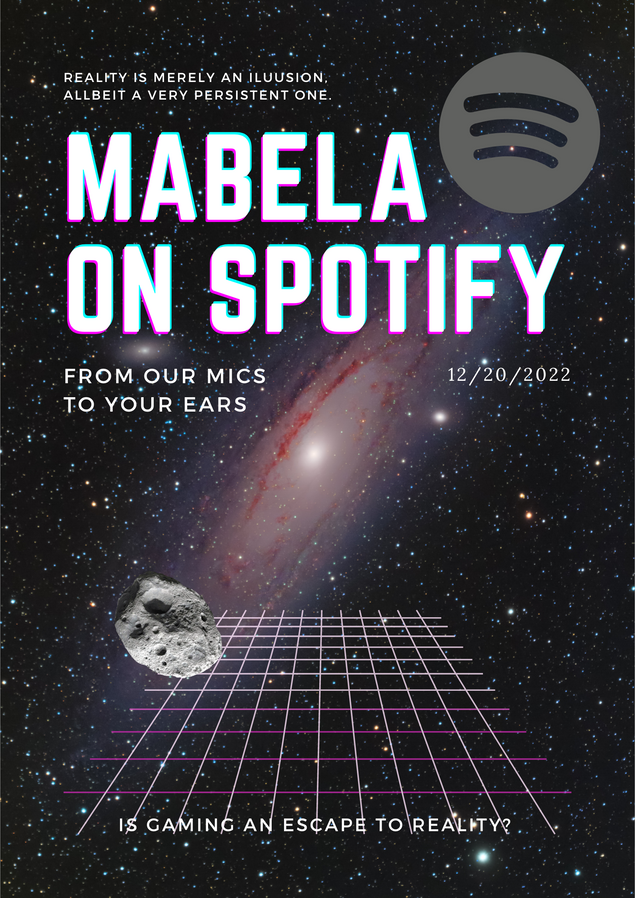 REALITY IS MERELY AN ILUUSION,
ALLBEIT A VERY PERSISTENT ONE.
MABELA
ON SPOTIFY
FROM OUR MICS
TO YOUR EARS
12/20/2022
IS GAMING AN ESCAPE TO REALITY?